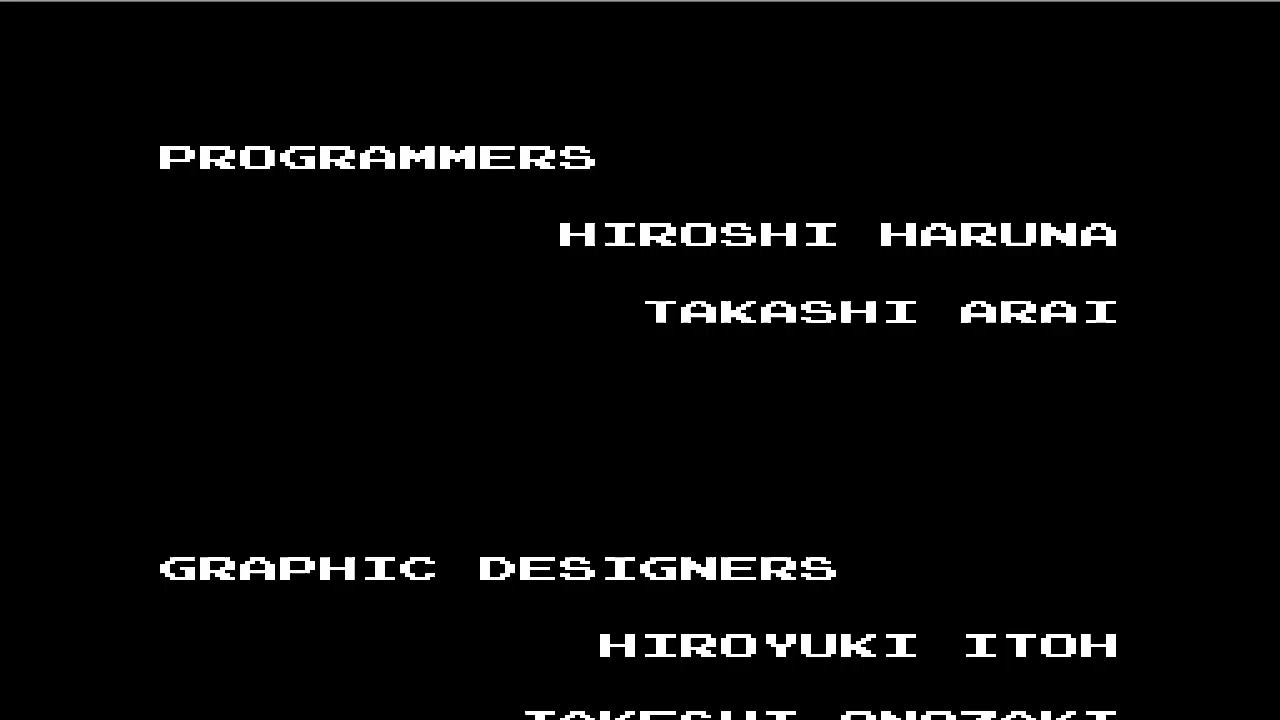 PROGRAMMERS
HIROSHI HARUNA
TAKASHI ARAI
GRAPHIC DESIGNERS
HIROYUKI ITOH